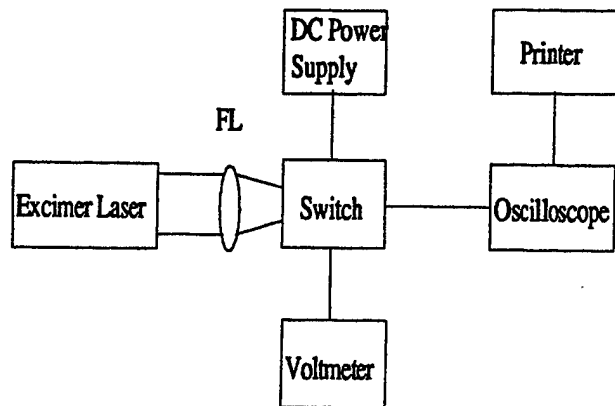 DC Power
Supply
Printer
FL
Excimer Laser
Switch
Oscilloscope
Voltmeter